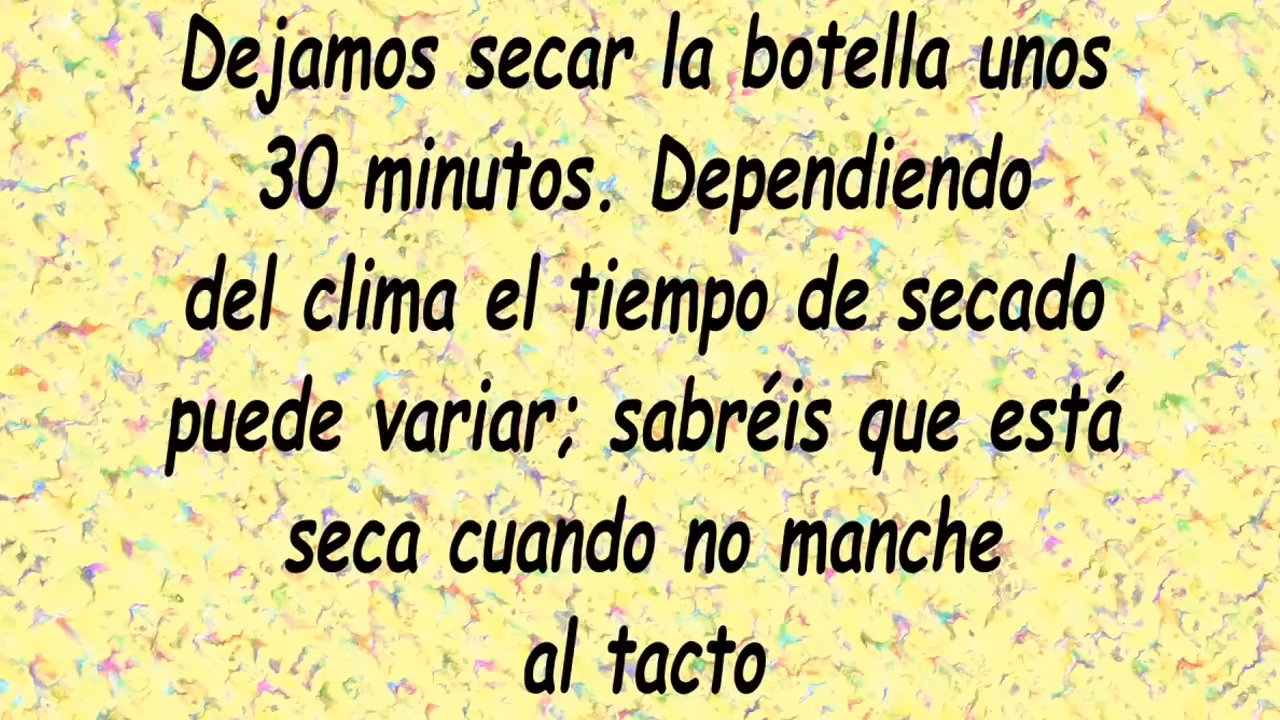 Dejamos secar la botella unos
30 minutos. Dependiendo
del clima el tiempo de secado
puede variar; sabréis que está
seca cuando no manche
al tacto